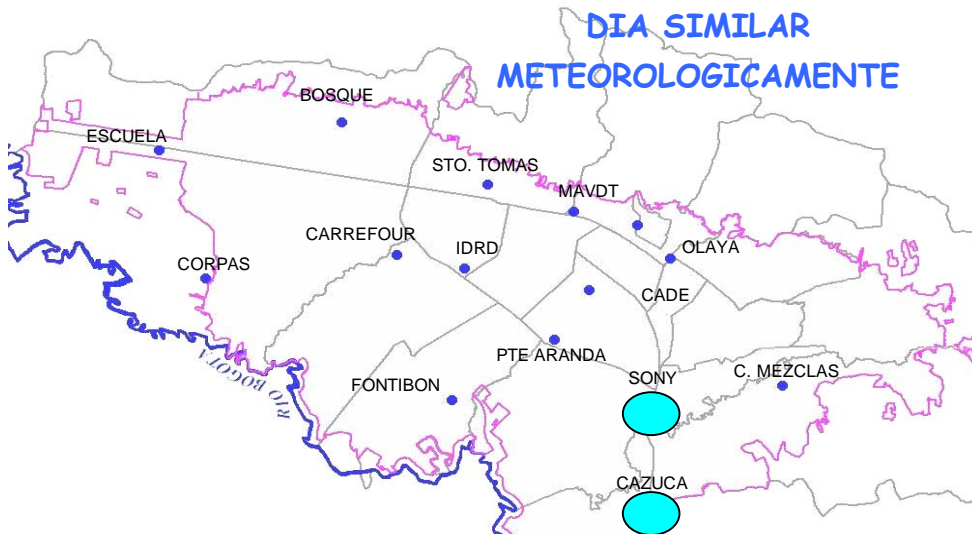 DIA SIMILAR
METEOROLOGICAMENTE
BOSQUE
ESCUELA
STO. TOMAS
MAVDT
CARREFOUR
IDRD
OLAYA
CORPAS
CADE
PTE ARANDA
SONY
C. MEZCLAS
FONTIBON
RIO BOGOTA
CAZUCA